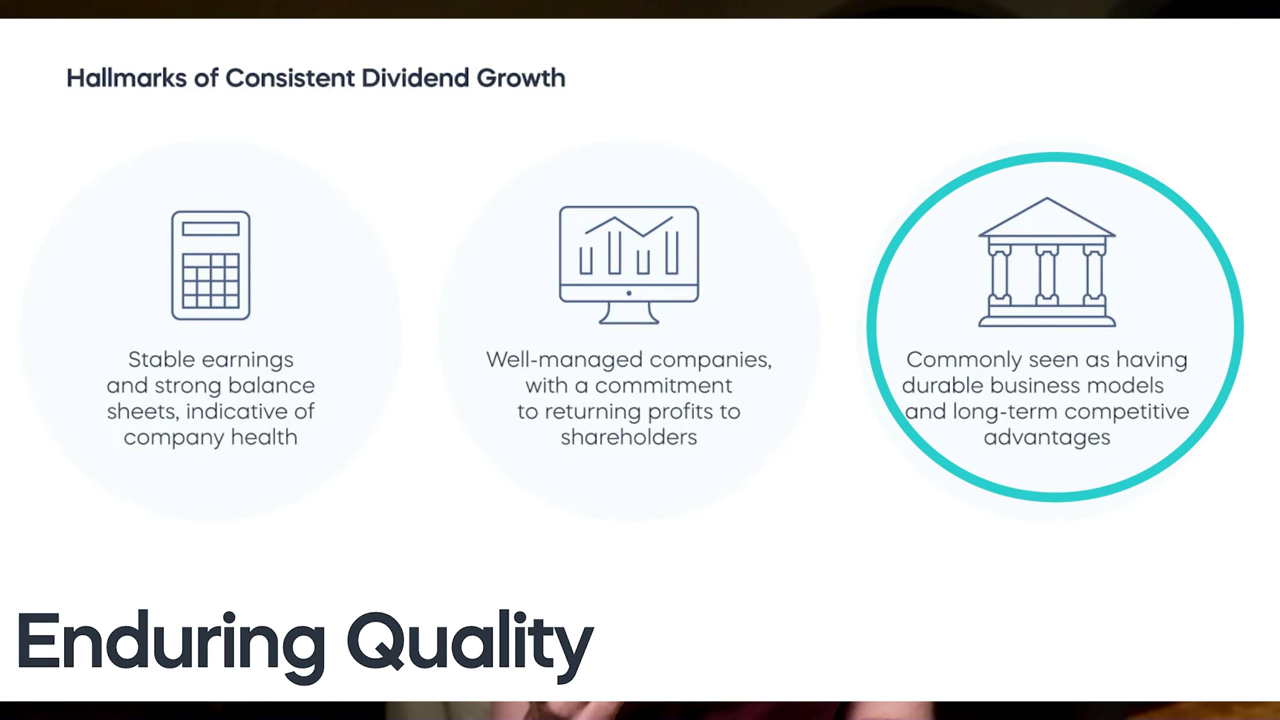 Hallmarks of Consistent Dividend Growth
Stable earnings
and strong balance
sheets, indicative of
company health
Well-managed companies,
with a commitment
to returning profits to
shareholders
Commonly seen as having
durable business models
and long-term competitive
advantages
Enduring Quality